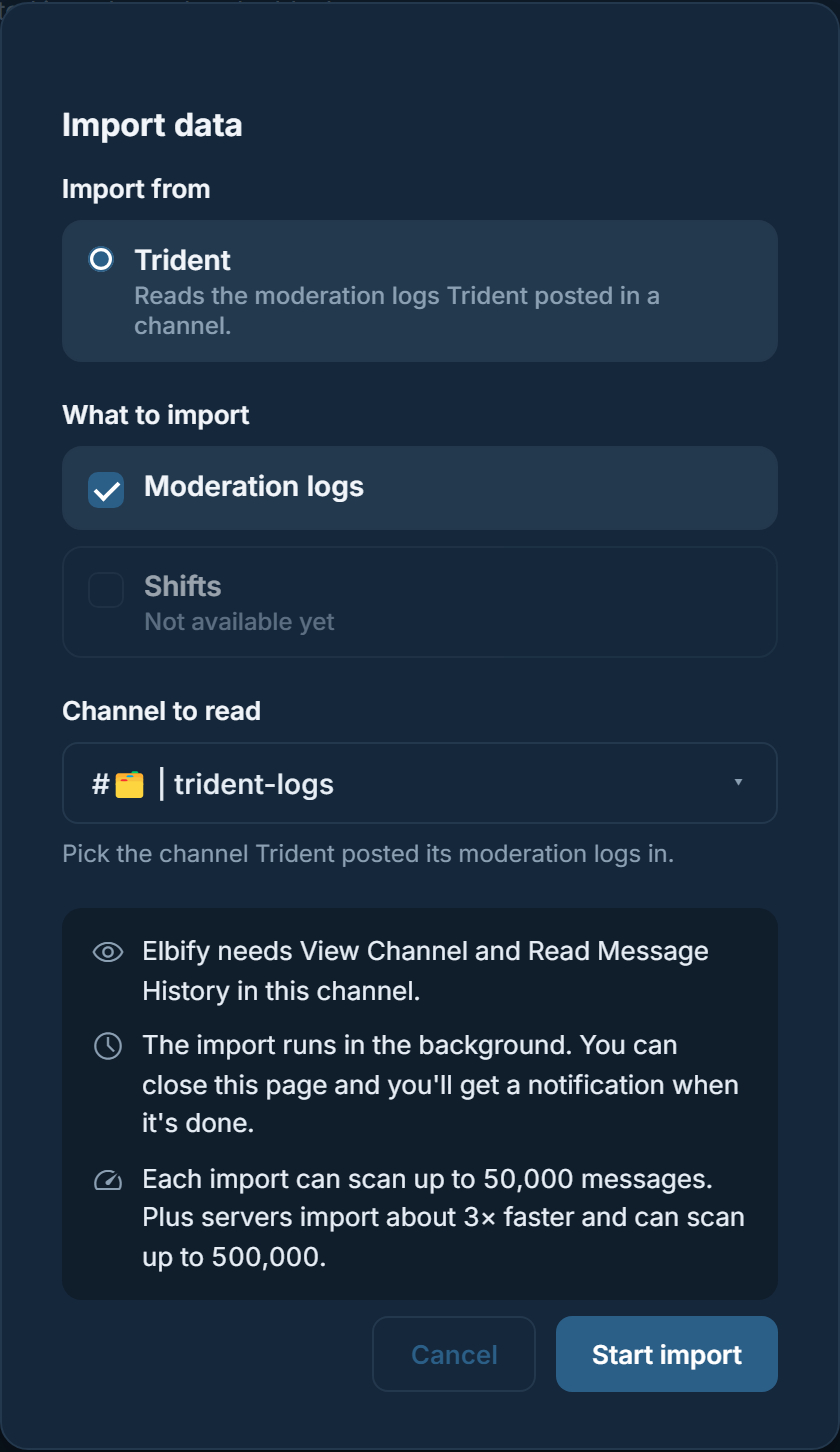 Import data
Import from
Trident
Reads the moderation logs Trident posted in a
channel.
What to import
Moderation logs
Shifts
Not available yet
Channel to read
#🗂️ | trident-logs
Pick the channel Trident posted its moderation logs in.
Elbify needs View Channel and Read Message
History in this channel.
The import runs in the background. You can
close this page and you'll get a notification when
it's done.
Each import can scan up to 50,000 messages.
Plus servers import about 3× faster and can scan
up to 500,000.
Cancel
Start import